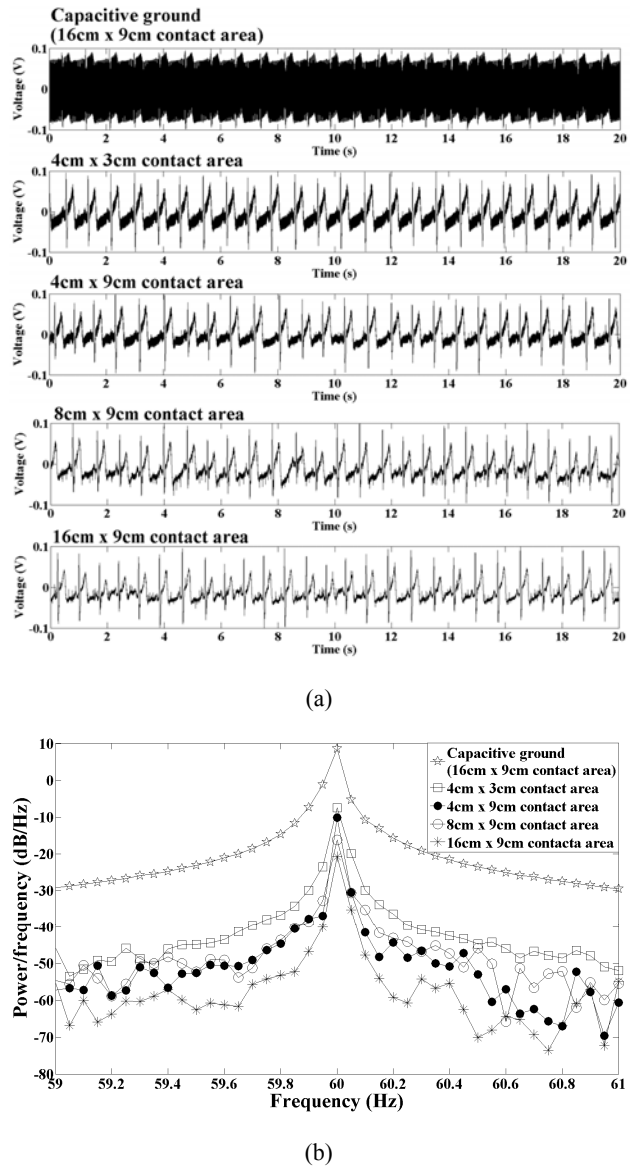 Capacitive ground
(16cm x 9cm contact area)
0.1
0
-0.1
Voltage (V)
0 2 4 6 8 10 12 14 16 18 20
Time (s)
4cm x 3cm contact area
0.1
0
-0.1
Voltage (V)
0 2 4 6 8 10 12 14 16 18 20
Time (s)
4cm x 9cm contact area
0.1
0
-0.1
Voltage (V)
0 2 4 6 8 10 12 14 16 18 20
Time (s)
8cm x 9cm contact area
0.1
0
-0.1
Voltage (V)
0 2 4 6 8 10 12 14 16 18 20
Time (s)
16cm x 9cm contact area
0.1
0
-0.1
Voltage (V)
0 2 4 6 8 10 12 14 16 18 20
Time (s)
(a)
10
0
-10
-20
-30
-40
-50
-60
-70
-80
Power/frequency (dB/Hz)
Capacitive ground
(16cm x 9cm contact area)
4cm x 3cm contact area
4cm x 9cm contact area
8cm x 9cm contact area
16cm x 9cm contacta area
59 59.2 59.4 59.6 59.8 60 60.2 60.4 60.6 60.8 61
Frequency (Hz)
(b)